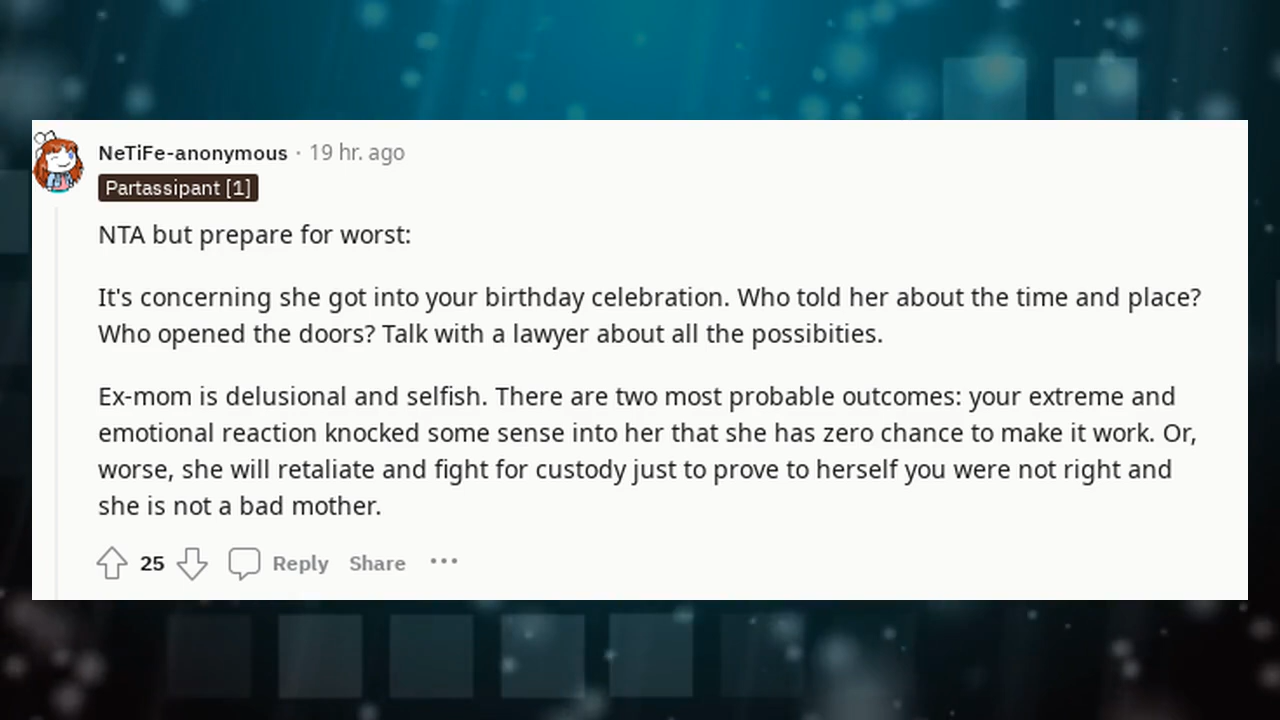 NeTiFe-anonymous · 19 hr. ago
Partassipant [1]
NTA but prepare for worst:
It's concerning she got into your birthday celebration. Who told her about the time and place?
Who opened the doors? Talk with a lawyer about all the possibities.
Ex-mom is delusional and selfish. There are two most probable outcomes: your extreme and
emotional reaction knocked some sense into her that she has zero chance to make it work. Or,
worse, she will retaliate and fight for custody just to prove to herself you were not right and
she is not a bad mother.
25 Reply Share •••